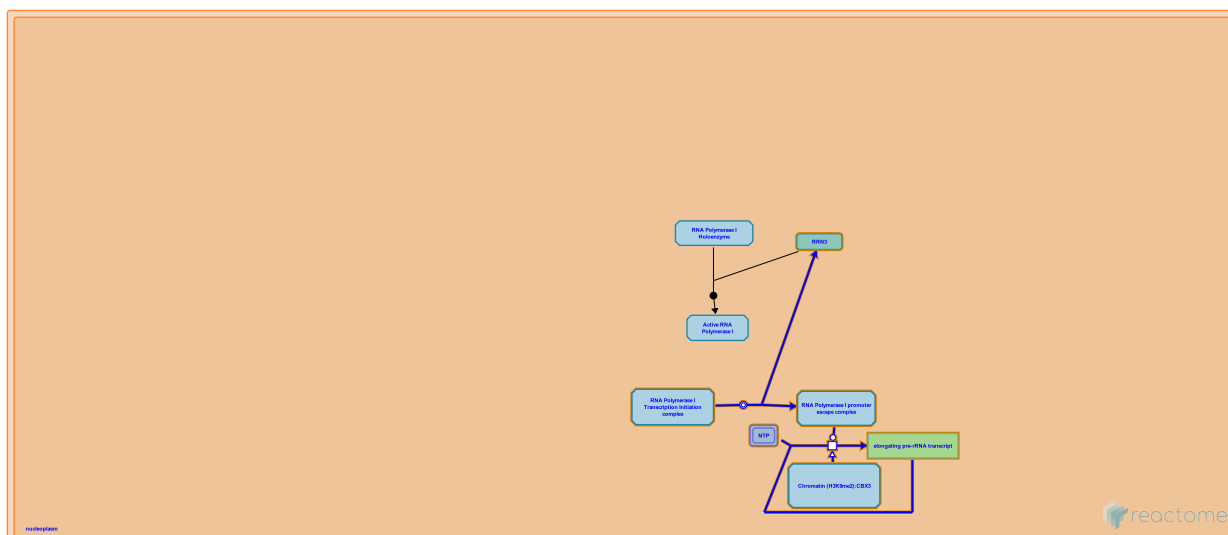 RNA Polymerase I
Holoenzyme
RRN3
Active RNA
Polymerase I
RNA Polymerase I
Transcription Initiation
complex
RNA Polymerase I promoter
escape complex
NTP
elongating pre-rRNA transcript
Chromatin (H3K9me2):CBX3
nucleoplasm
reactome